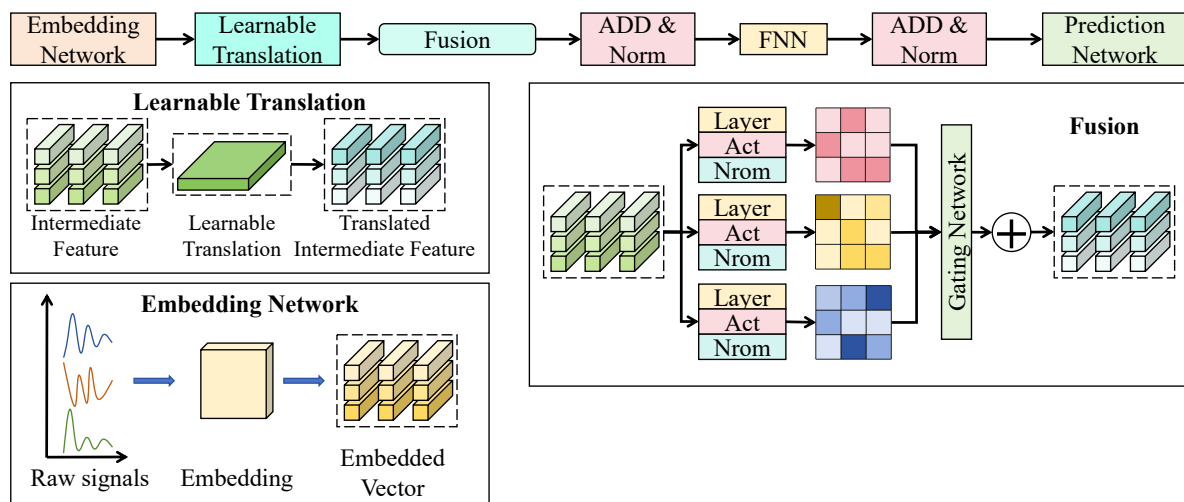 Embedding
Network
Learnable
Translation
Fusion
ADD &
Norm
FNN
ADD &
Norm
Prediction
Network
Learnable Translation
Intermediate
Feature
Learnable
Translation
Translated
Intermediate Feature
Embedding Network
Raw signals
Embedding
Embedded
Vector
Fusion
Layer
Act
Nrom
Layer
Act
Nrom
Layer
Act
Nrom
Gating Network